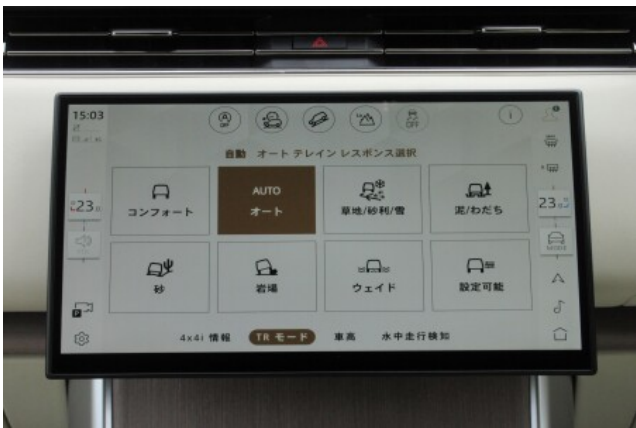 15:03
OFF
OFF
i
自動 オート テレイン レスポンス選択
コンフォート
AUTO
オート
草地/砂利/雪
泥/わだち
23
23
砂
岩場
ウェイド
設定可能
P
4x4i 情報
TR モード
車高
水中走行検知